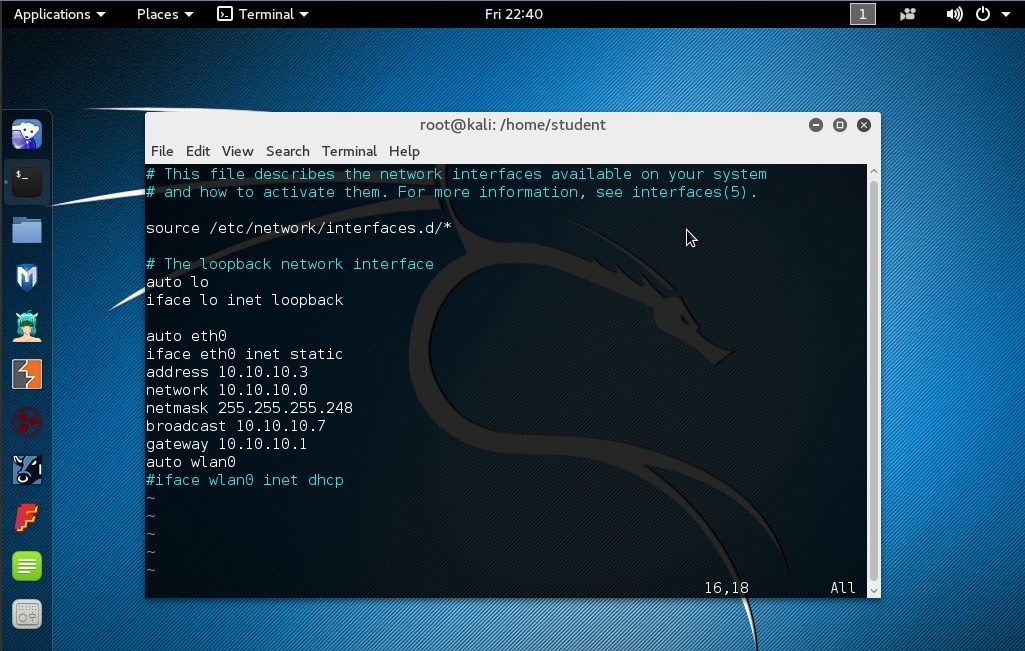 Applications Places Terminal Fri 22:40 1
root@kali: /home/student
File Edit View Search Terminal Help
# This file describes the network interfaces available on your system
# and how to activate them. For more information, see interfaces(5).
source /etc/network/interfaces.d/*
# The loopback network interface
auto lo
iface lo inet loopback
auto eth0
iface eth0 inet static
address 10.10.10.3
network 10.10.10.0
netmask 255.255.255.248
broadcast 10.10.10.7
gateway 10.10.10.1
auto wlan0
#iface wlan0 inet dhcp
~
~
~
~
~
16,18 All